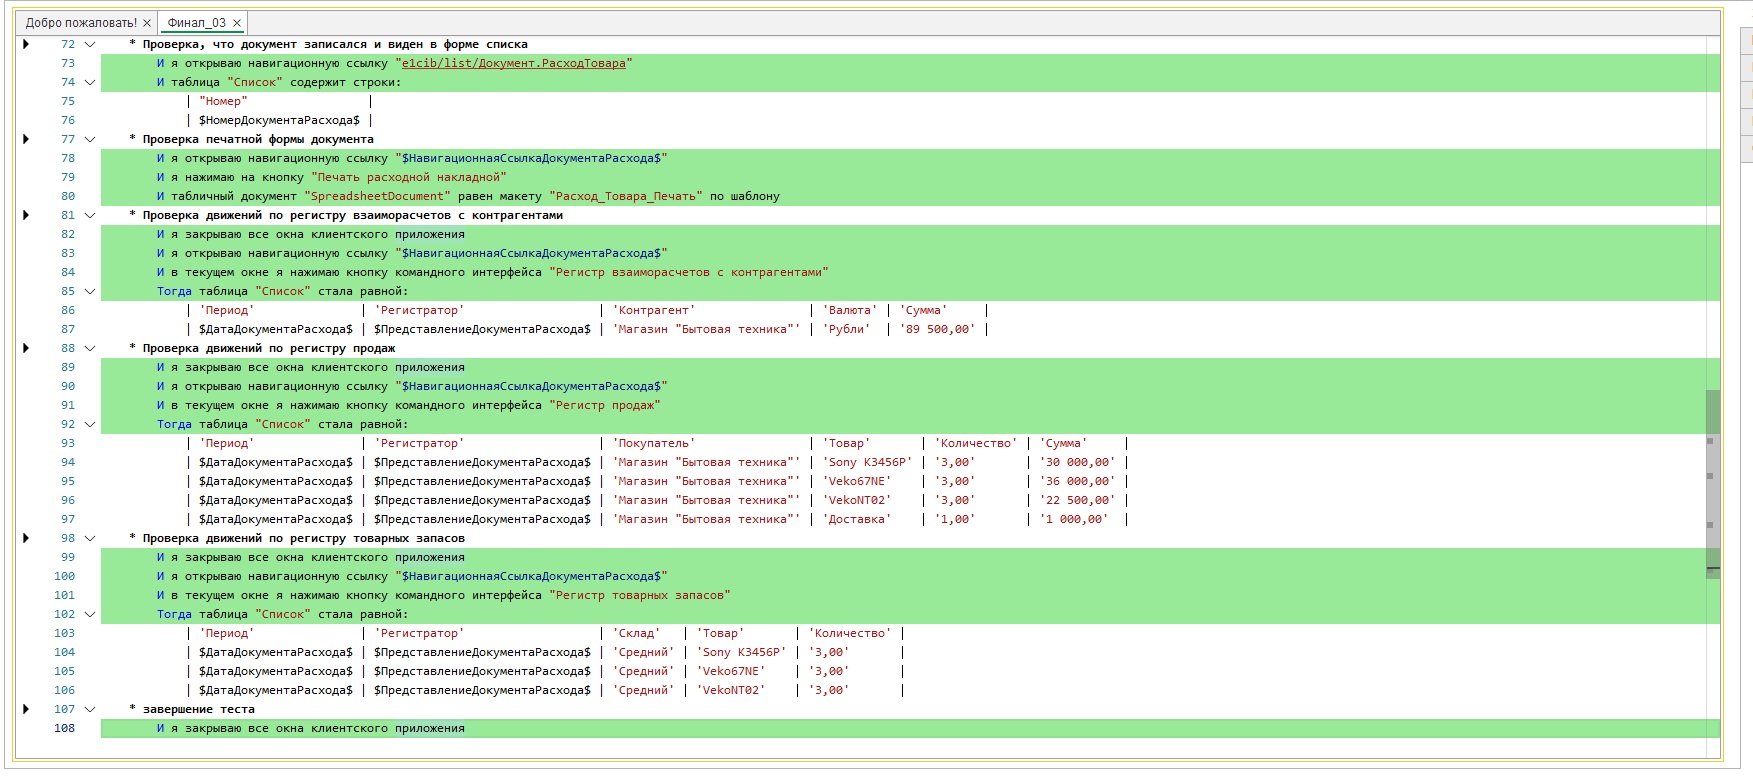 Добро пожаловать! × Финал_03 ×
72 * Проверка, что документ записался и виден в форме списка
73 И я открываю навигационную ссылку "e1cib/list/Документ.РасходТовара"
74 И таблица "Список" содержит строки:
75 | "Номер" |
76 | $НомерДокументаРасхода$ |
77 * Проверка печатной формы документа
78 И я открываю навигационную ссылку "$НавигационнаяСсылкаДокументаРасхода$"
79 И я нажимаю на кнопку "Печать расходной накладной"
80 И табличный документ "SpreadsheetDocument" равен макету "Расход_Товара_Печать" по шаблону
81 * Проверка движений по регистру взаиморасчетов с контрагентами
82 И я закрываю все окна клиентского приложения
83 И я открываю навигационную ссылку "$НавигационнаяСсылкаДокументаРасхода$"
84 И в текущем окне я нажимаю кнопку командного интерфейса "Регистр взаиморасчетов с контрагентами"
85 Тогда таблица "Список" стала равной:
86 | 'Период' | 'Регистратор' | 'Контрагент' | 'Валюта' | 'Сумма' |
87 | $ДатаДокументаРасхода$ | $ПредставлениеДокументаРасхода$ | 'Магазин "Бытовая техника"' | 'Рубли' | '89 500,00' |
88 * Проверка движений по регистру продаж
89 И я закрываю все окна клиентского приложения
90 И я открываю навигационную ссылку "$НавигационнаяСсылкаДокументаРасхода$"
91 И в текущем окне я нажимаю кнопку командного интерфейса "Регистр продаж"
92 Тогда таблица "Список" стала равной:
93 | 'Период' | 'Регистратор' | 'Покупатель' | 'Товар' | 'Количество' | 'Сумма' |
94 | $ДатаДокументаРасхода$ | $ПредставлениеДокументаРасхода$ | 'Магазин "Бытовая техника"' | 'Sony K3456P' | '3,00' | '30 000,00' |
95 | $ДатаДокументаРасхода$ | $ПредставлениеДокументаРасхода$ | 'Магазин "Бытовая техника"' | 'Veko67NE' | '3,00' | '36 000,00' |
96 | $ДатаДокументаРасхода$ | $ПредставлениеДокументаРасхода$ | 'Магазин "Бытовая техника"' | 'VekoNT02' | '3,00' | '22 500,00' |
97 | $ДатаДокументаРасхода$ | $ПредставлениеДокументаРасхода$ | 'Магазин "Бытовая техника"' | 'Доставка' | '1,00' | '1 000,00' |
98 * Проверка движений по регистру товарных запасов
99 И я закрываю все окна клиентского приложения
100 И я открываю навигационную ссылку "$НавигационнаяСсылкаДокументаРасхода$"
101 И в текущем окне я нажимаю кнопку командного интерфейса "Регистр товарных запасов"
102 Тогда таблица "Список" стала равной:
103 | 'Период' | 'Регистратор' | 'Склад' | 'Товар' | 'Количество' |
104 | $ДатаДокументаРасхода$ | $ПредставлениеДокументаРасхода$ | 'Средний' | 'Sony K3456P' | '3,00' |
105 | $ДатаДокументаРасхода$ | $ПредставлениеДокументаРасхода$ | 'Средний' | 'Veko67NE' | '3,00' |
106 | $ДатаДокументаРасхода$ | $ПредставлениеДокументаРасхода$ | 'Средний' | 'VekoNT02' | '3,00' |
107 * завершение теста
108 И я закрываю все окна клиентского приложения